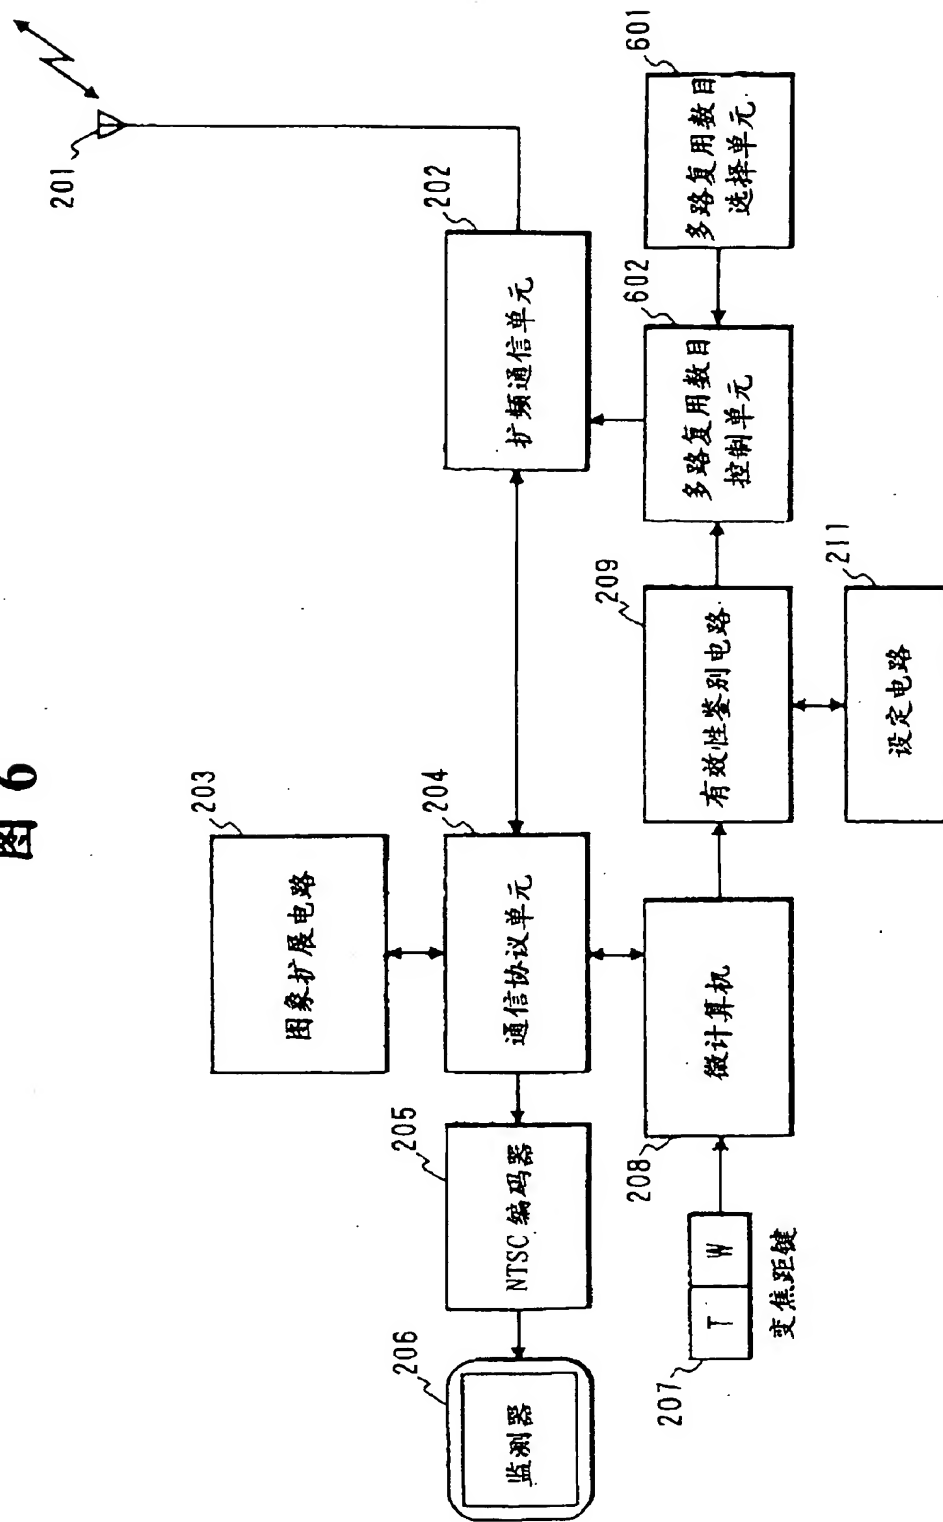 图 6
201
203
图象扩展电路
206
监测器
205
NTSC 编码器
204
通信协议单元
202
扩频通信单元
207
T
W
变焦距键
208
微计算机
209
有效性鉴别电路
602
多路复用数目
控制单元
601
多路复用数目
选择单元
211
设定电路